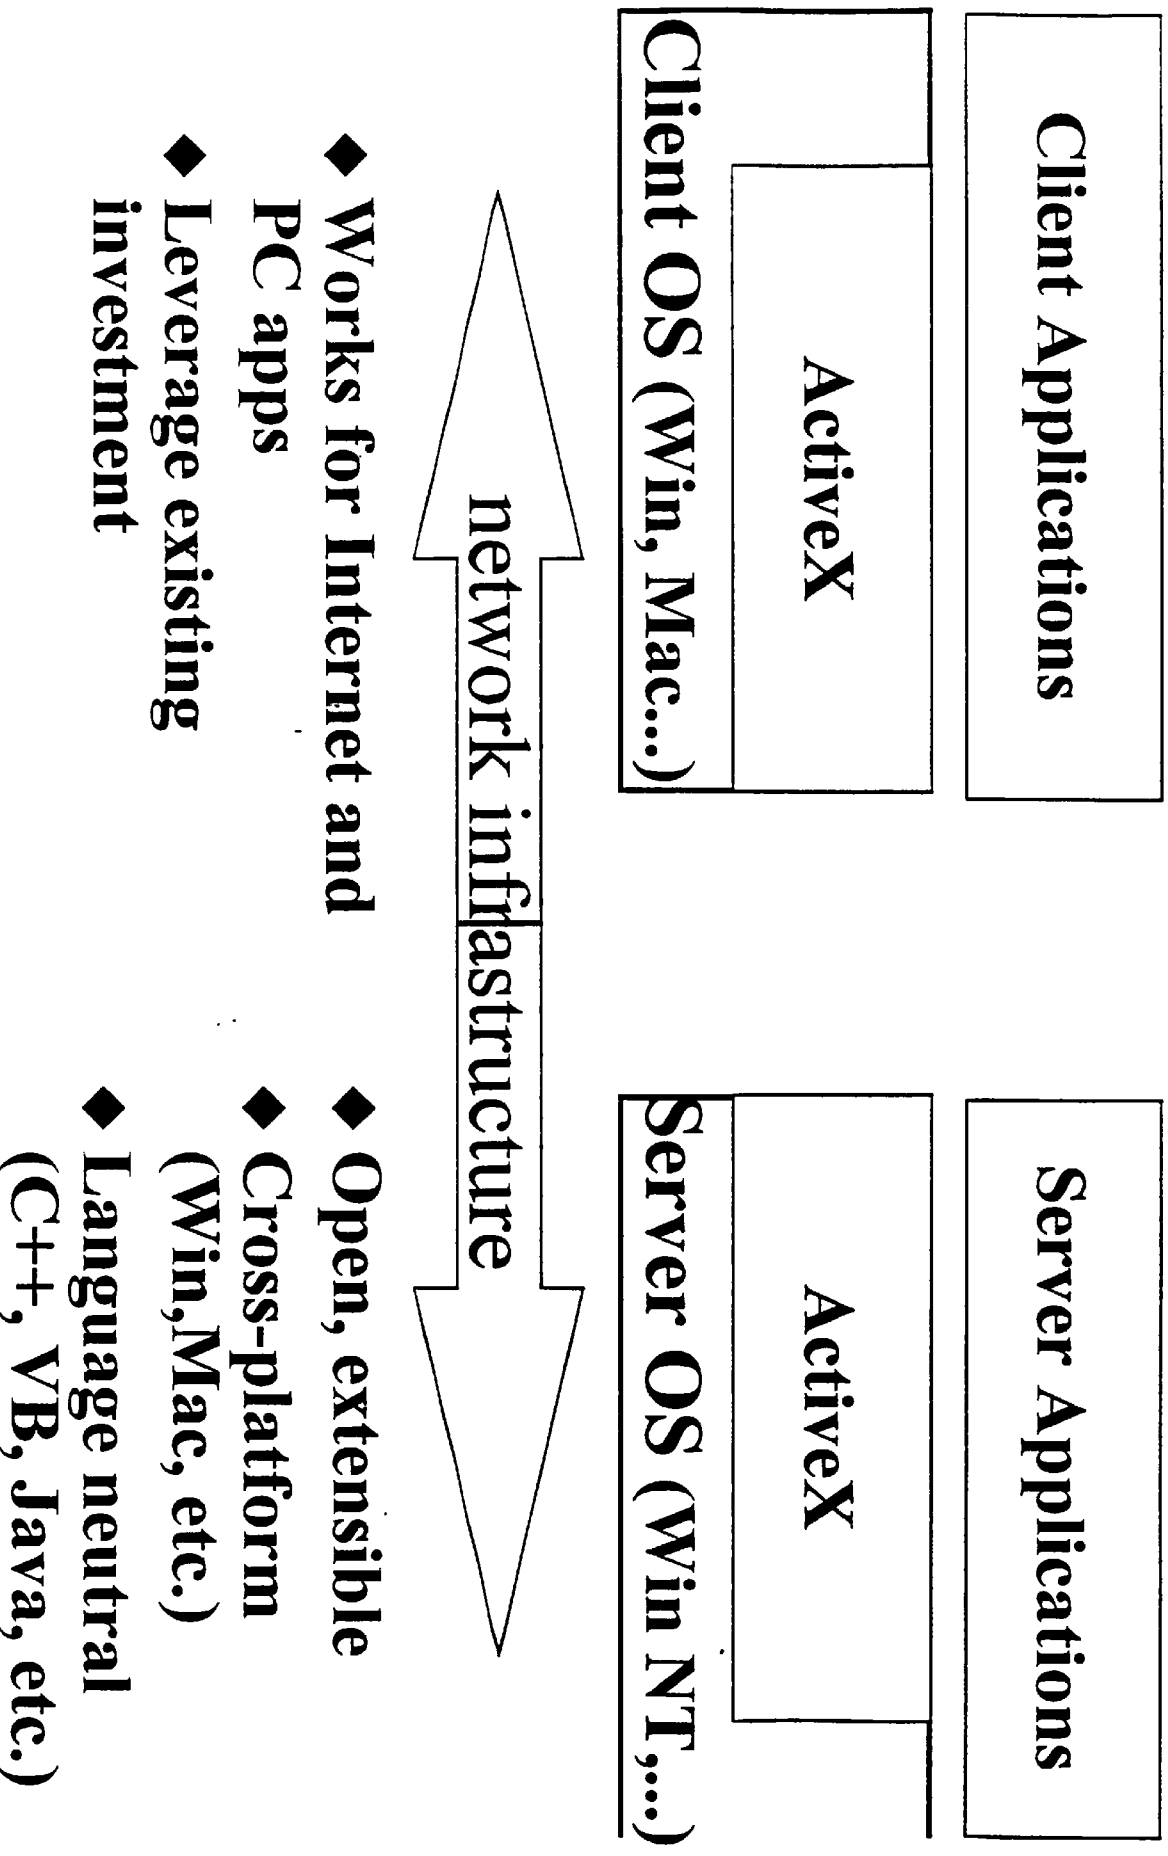 Client Applications
ActiveX
Client OS (Win, Mac...)
Server Applications
ActiveX
Server OS (Win NT,...)
network infrastructure
◆ Works for Internet and
PC apps
◆ Leverage existing
investment
◆ Open, extensible
◆ Cross-platform
(Win,Mac, etc.)
◆ Language neutral
(C++, VB, Java, etc.)